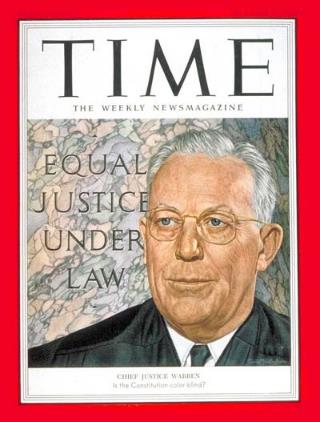 TIME
THE WEEKLY NEWSMAGAZINE
EQUAL
JUSTICE
UNDER
LAW
CHIEF JUSTICE WARREN
Is the Constitution color-blind?